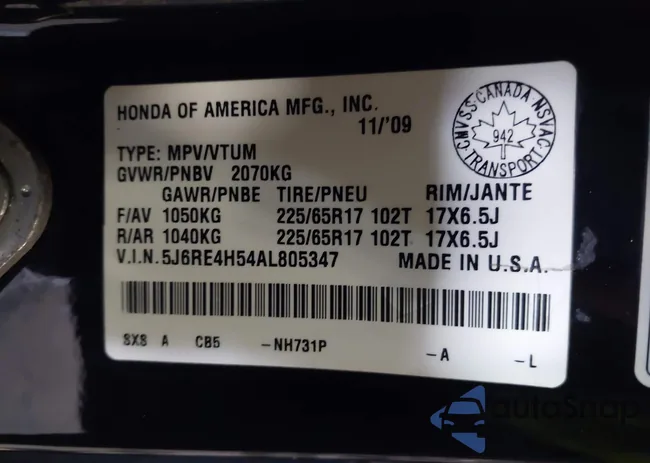 HONDA OF AMERICA MFG., INC.
11/'09
TYPE: MPV/VTUM
GVWR/PNBV 2070KG
GAWR/PNBE TIRE/PNEU RIM/JANTE
F/AV 1050KG 225/65R17 102T 17X6.5J
R/AR 1040KG 225/65R17 102T 17X6.5J
V.I.N. 5J6RE4H54AL805347 MADE IN U.S.A.
SXS A CB5 -NH731P -A -L
CMVSS-CANADA NSVAC
942
TRANSPORT
autoSnap